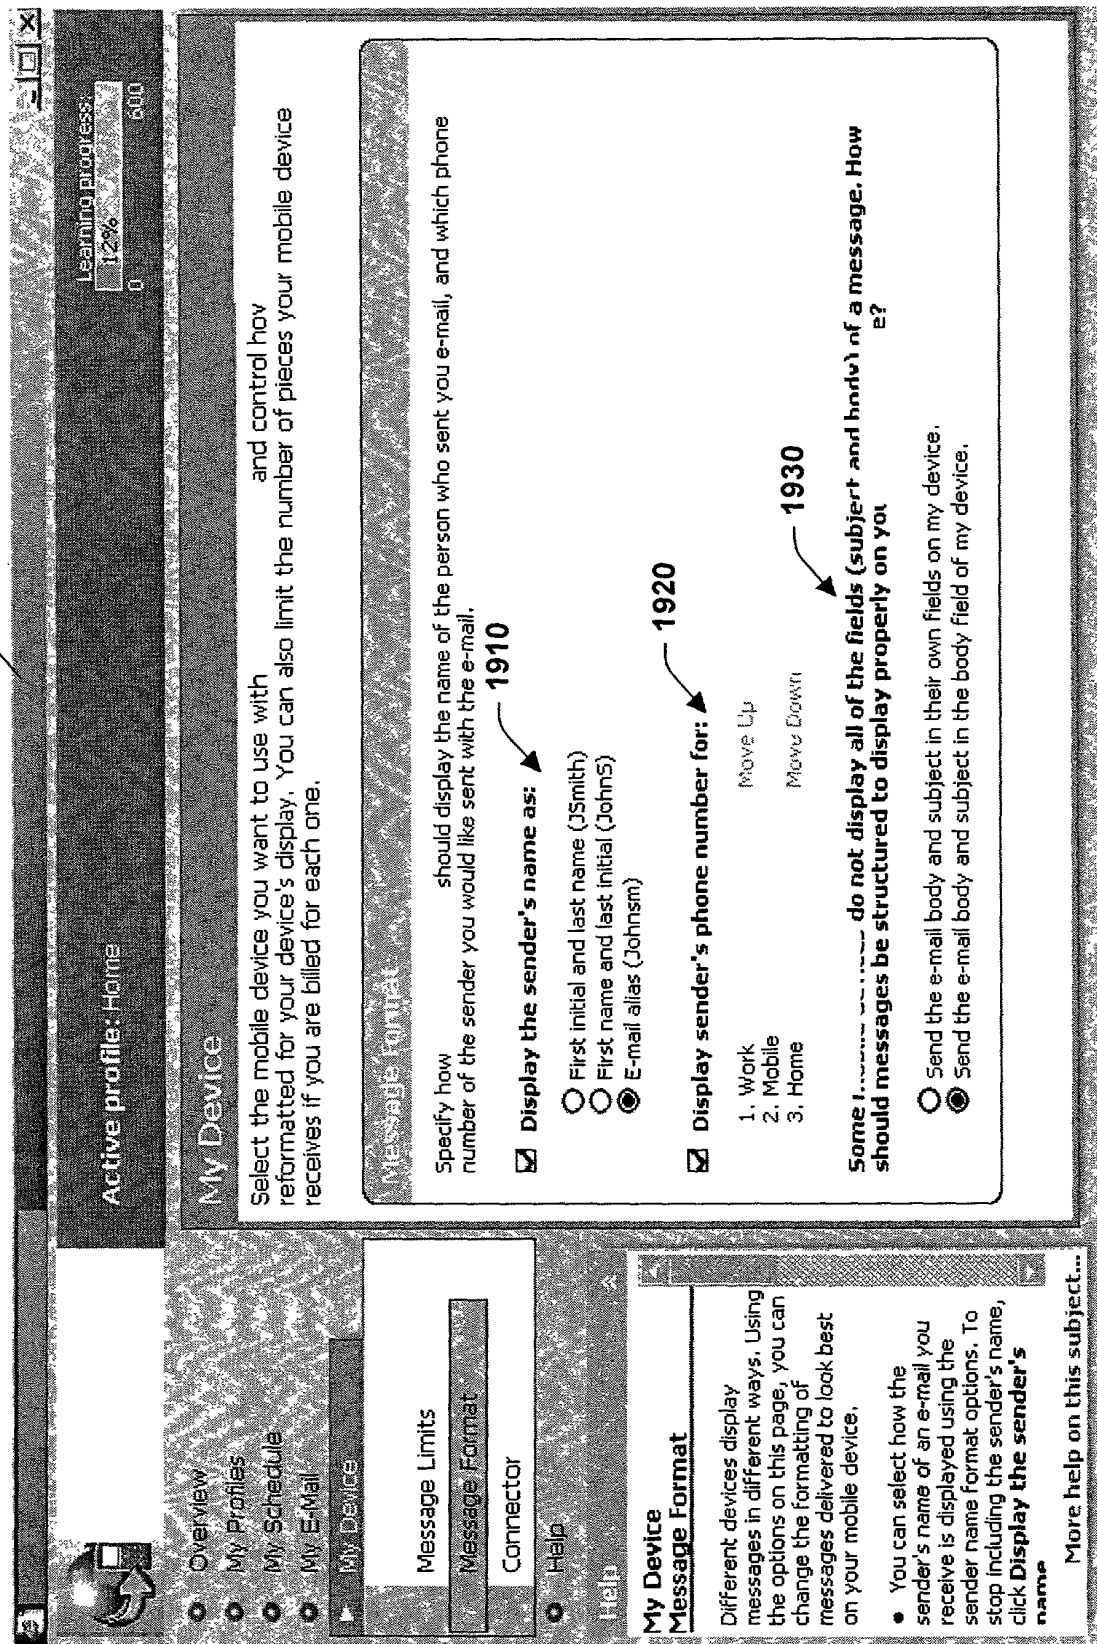 Active profile: Home
Learning progress:
12%
0 600
Overview
My Profiles
My Schedule
My E-Mail
My Device
Message Limits
Message Format
Connector
Help
Help
My Device
Message Format
Different devices display
messages in different ways. Using
the options on this page, you can
change the formatting of
messages delivered to look best
on your mobile device.
• You can select how the
sender's name of an e-mail you
receive is displayed using the
sender name format options. To
stop including the sender's name,
click Display the sender's
name
More help on this subject...
My Device
Select the mobile device you want to use with and control hov
reformatted for your device's display. You can also limit the number of pieces your mobile device
receives if you are billed for each one.
Message Format
Specify how should display the name of the person who sent you e-mail, and which phone
number of the sender you would like sent with the e-mail.
1910
Display the sender's name as:
First initial and last name (JSmith)
First name and last initial (JohnS)
E-mail alias (Johnsm)
1920
Display sender's phone number for:
1. Work
2. Mobile
3. Home
Move Up
Move Down
1930
Some do not display all of the fields (subject and body) of a message. How
should messages be structured to display properly on you e?
Send the e-mail body and subject in their own fields on my device.
Send the e-mail body and subject in the body field of my device.